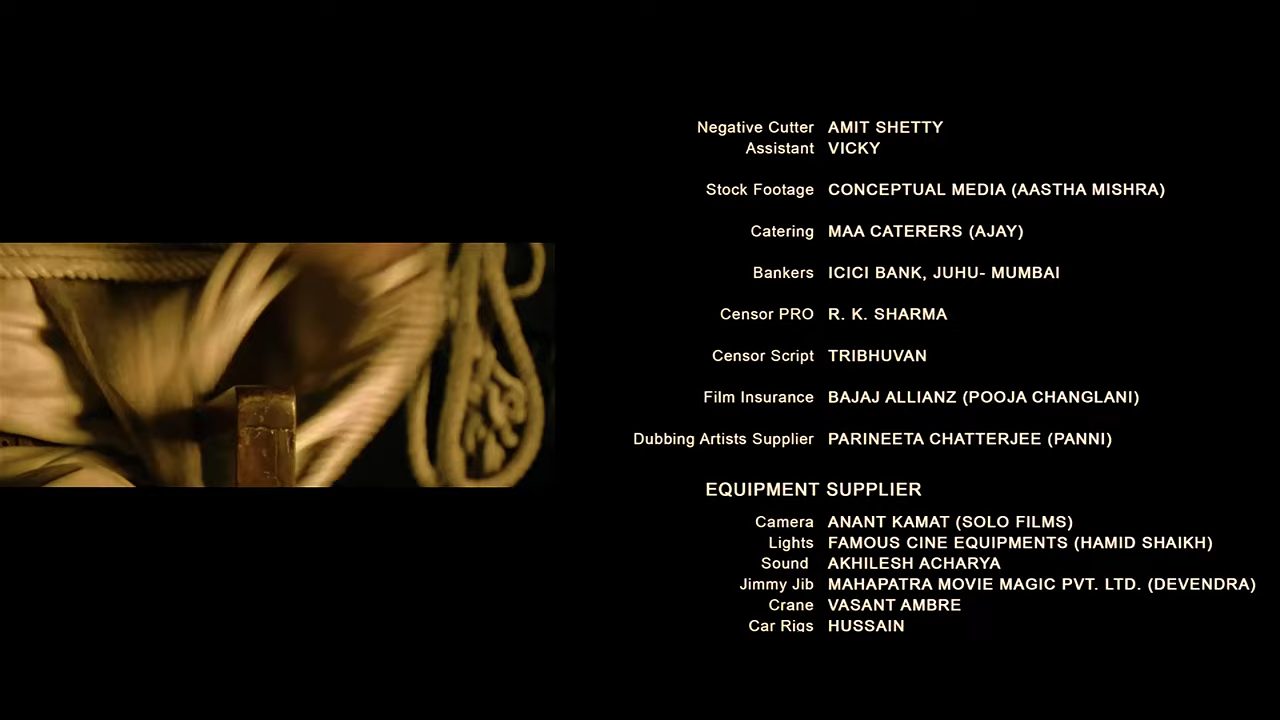 Negative Cutter AMIT SHETTY
Assistant VICKY
Stock Footage CONCEPTUAL MEDIA (AASTHA MISHRA)
Catering MAA CATERERS (AJAY)
Bankers ICICI BANK, JUHU- MUMBAI
Censor PRO R. K. SHARMA
Censor Script TRIBHUVAN
Film Insurance BAJAJ ALLIANZ (POOJA CHANGLANI)
Dubbing Artists Supplier PARINEETA CHATTERJEE (PANNI)
EQUIPMENT SUPPLIER
Camera ANANT KAMAT (SOLO FILMS)
Lights FAMOUS CINE EQUIPMENTS (HAMID SHAIKH)
Sound AKHILESH ACHARYA
Jimmy Jib MAHAPATRA MOVIE MAGIC PVT. LTD. (DEVENDRA)
Crane VASANT AMBRE
Car Rigs HUSSAIN